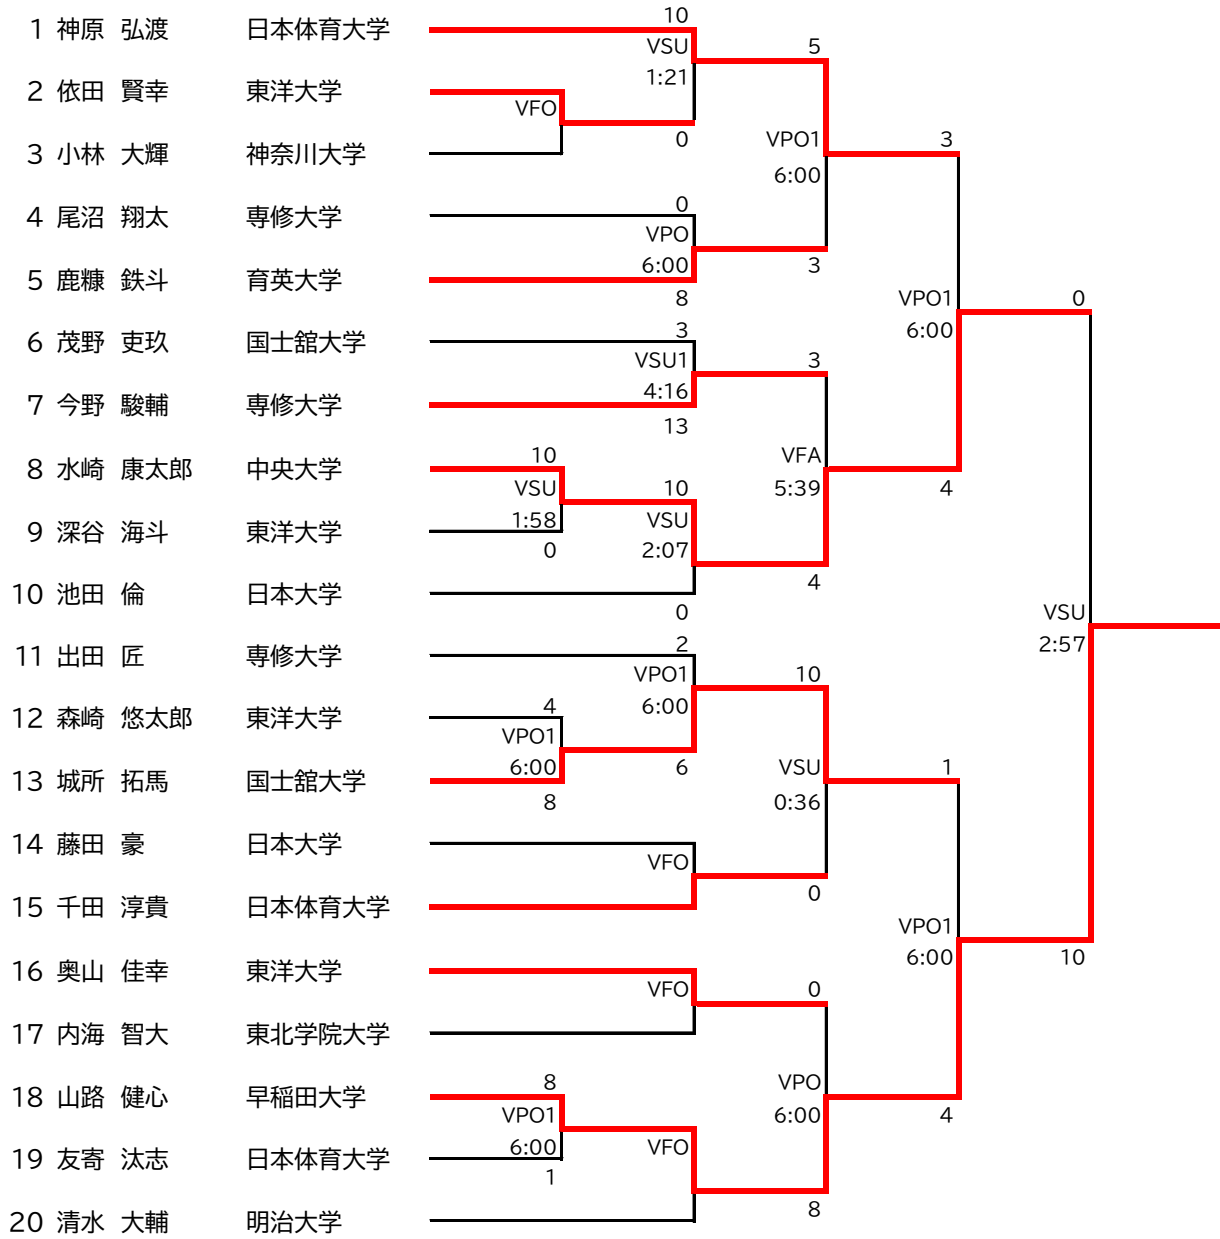 1 神原 弘渡 日本体育大学
2 依田 賢幸 東洋大学
3 小林 大輝 神奈川大学
4 尾沼 翔太 専修大学
5 鹿糠 鉄斗 育英大学
6 茂野 吏玖 国士舘大学
7 今野 駿輔 専修大学
8 水崎 康太郎 中央大学
9 深谷 海斗 東洋大学
10 池田 倫 日本大学
11 出田 匠 専修大学
12 森崎 悠太郎 東洋大学
13 城所 拓馬 国士舘大学
14 藤田 豪 日本大学
15 千田 淳貴 日本体育大学
16 奥山 佳幸 東洋大学
17 内海 智大 東北学院大学
18 山路 健心 早稲田大学
19 友寄 汰志 日本体育大学
20 清水 大輔 明治大学
VFO
10
VSU
1:58
0
4
VPO1
6:00
8
8
VPO1
6:00
1
10
VSU
1:21
0
0
VPO
6:00
8
3
VSU1
4:16
13
10
VSU
2:07
0
2
VPO1
6:00
6
VFO
VFO
VFO
5
VPO1
6:00
3
3
VFA
5:39
4
10
VSU
0:36
0
0
VPO
6:00
8
3
VPO1
6:00
4
1
VPO1
6:00
4
0
VSU
2:57
10